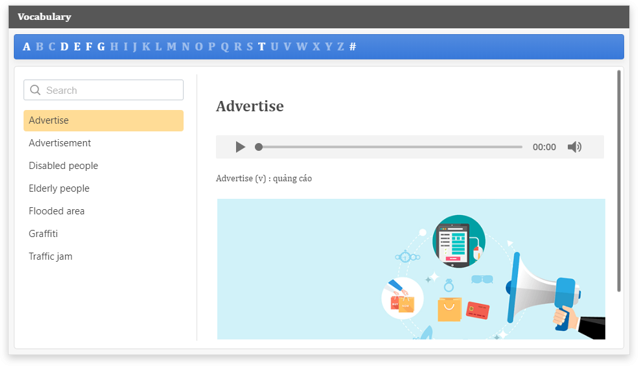 Vocabulary
A B C D E F G H I J K L M N O P Q R S T U V W X Y Z #
Search
Advertise
Advertisement
Disabled people
Elderly people
Flooded area
Graffiti
Traffic jam
Advertise
00:00
Advertise (v) : quảng cáo